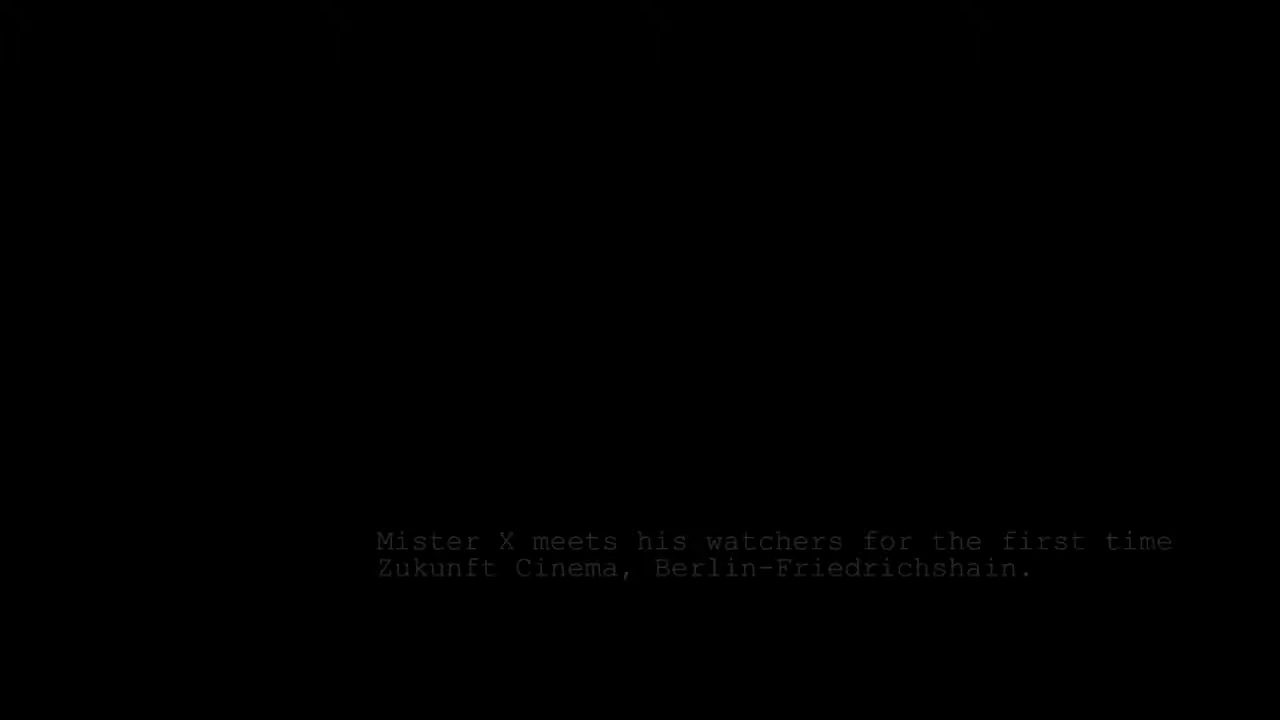 Mister X meets his watchers for the first time
Zukunft Cinema, Berlin-Friedrichshain.